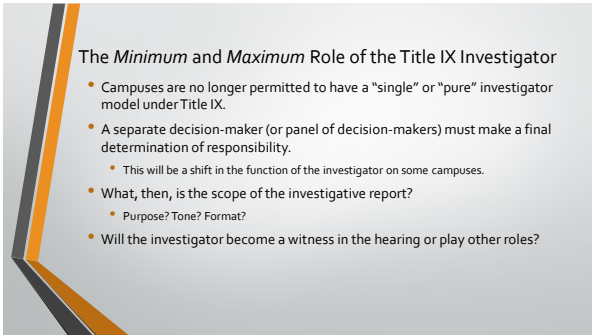 The Minimum and Maximum Role of the Title IX Investigator
• Campuses are no longer permitted to have a “single” or “pure” investigator
model under Title IX.
• A separate decision-maker (or panel of decision-makers) must make a final
determination of responsibility.
• This will be a shift in the function of the investigator on some campuses.
• What, then, is the scope of the investigative report?
• Purpose? Tone? Format?
• Will the investigator become a witness in the hearing or play other roles?